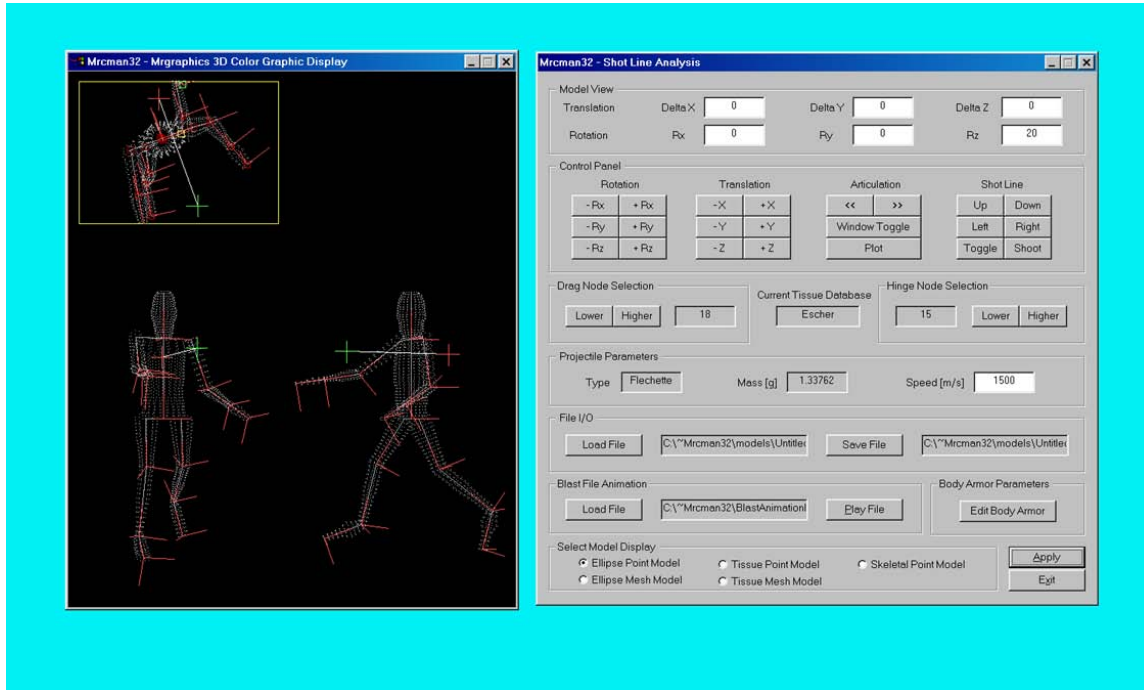 Mrcman32 - Mrgraphics 3D Color Graphic Display
Mrcman32 - Shot Line Analysis
Model View
Translation Delta X 0 Delta Y 0 Delta Z 0
Rotation Rx 0 Ry 0 Rz 20
Control Panel
Rotation Translation Articulation Shot Line
- Rx + Rx -X +X << >> Up Down
- Ry + Ry -Y +Y Window Toggle Left Right
- Rz + Rz - Z + Z Plot Toggle Shoot
Drag Node Selection Current Tissue Database Hinge Node Selection
Lower Higher 18 Escher 15 Lower Higher
Projectile Parameters
Type Flechette Mass [g] 1.33762 Speed [m/s] 1500
File I/O
Load File C:\~Mrcman32\models\Untitle Save File C:\~Mrcman32\models\Untitle
Blast File Animation Body Armor Parameters
Load File C:\~Mrcman32\BlastAnimation Play File Edit Body Armor
Select Model Display
Ellipse Point Model Tissue Point Model Skeletal Point Model Apply
Ellipse Mesh Model Tissue Mesh Model Exit